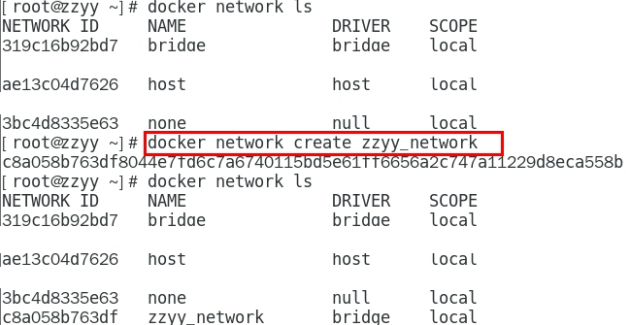 [ root@zzyy ~]# docker network ls
NETWORK ID NAME DRIVER SCOPE
319c16b92bd7 bridge bridge local
ae13c04d7626 host host local
3bc4d8335e63 none null local
[ root@zzyy ~]# docker network create zzyy_network
c8a058b763df8044e7fd6c7a6740115bd5e61ff6656a2c747a11229d8eca558b
[ root@zzyy ~]# docker network ls
NETWORK ID NAME DRIVER SCOPE
319c16b92bd7 bridge bridge local
ae13c04d7626 host host local
3bc4d8335e63 none null local
c8a058b763df zzyy_network bridge local